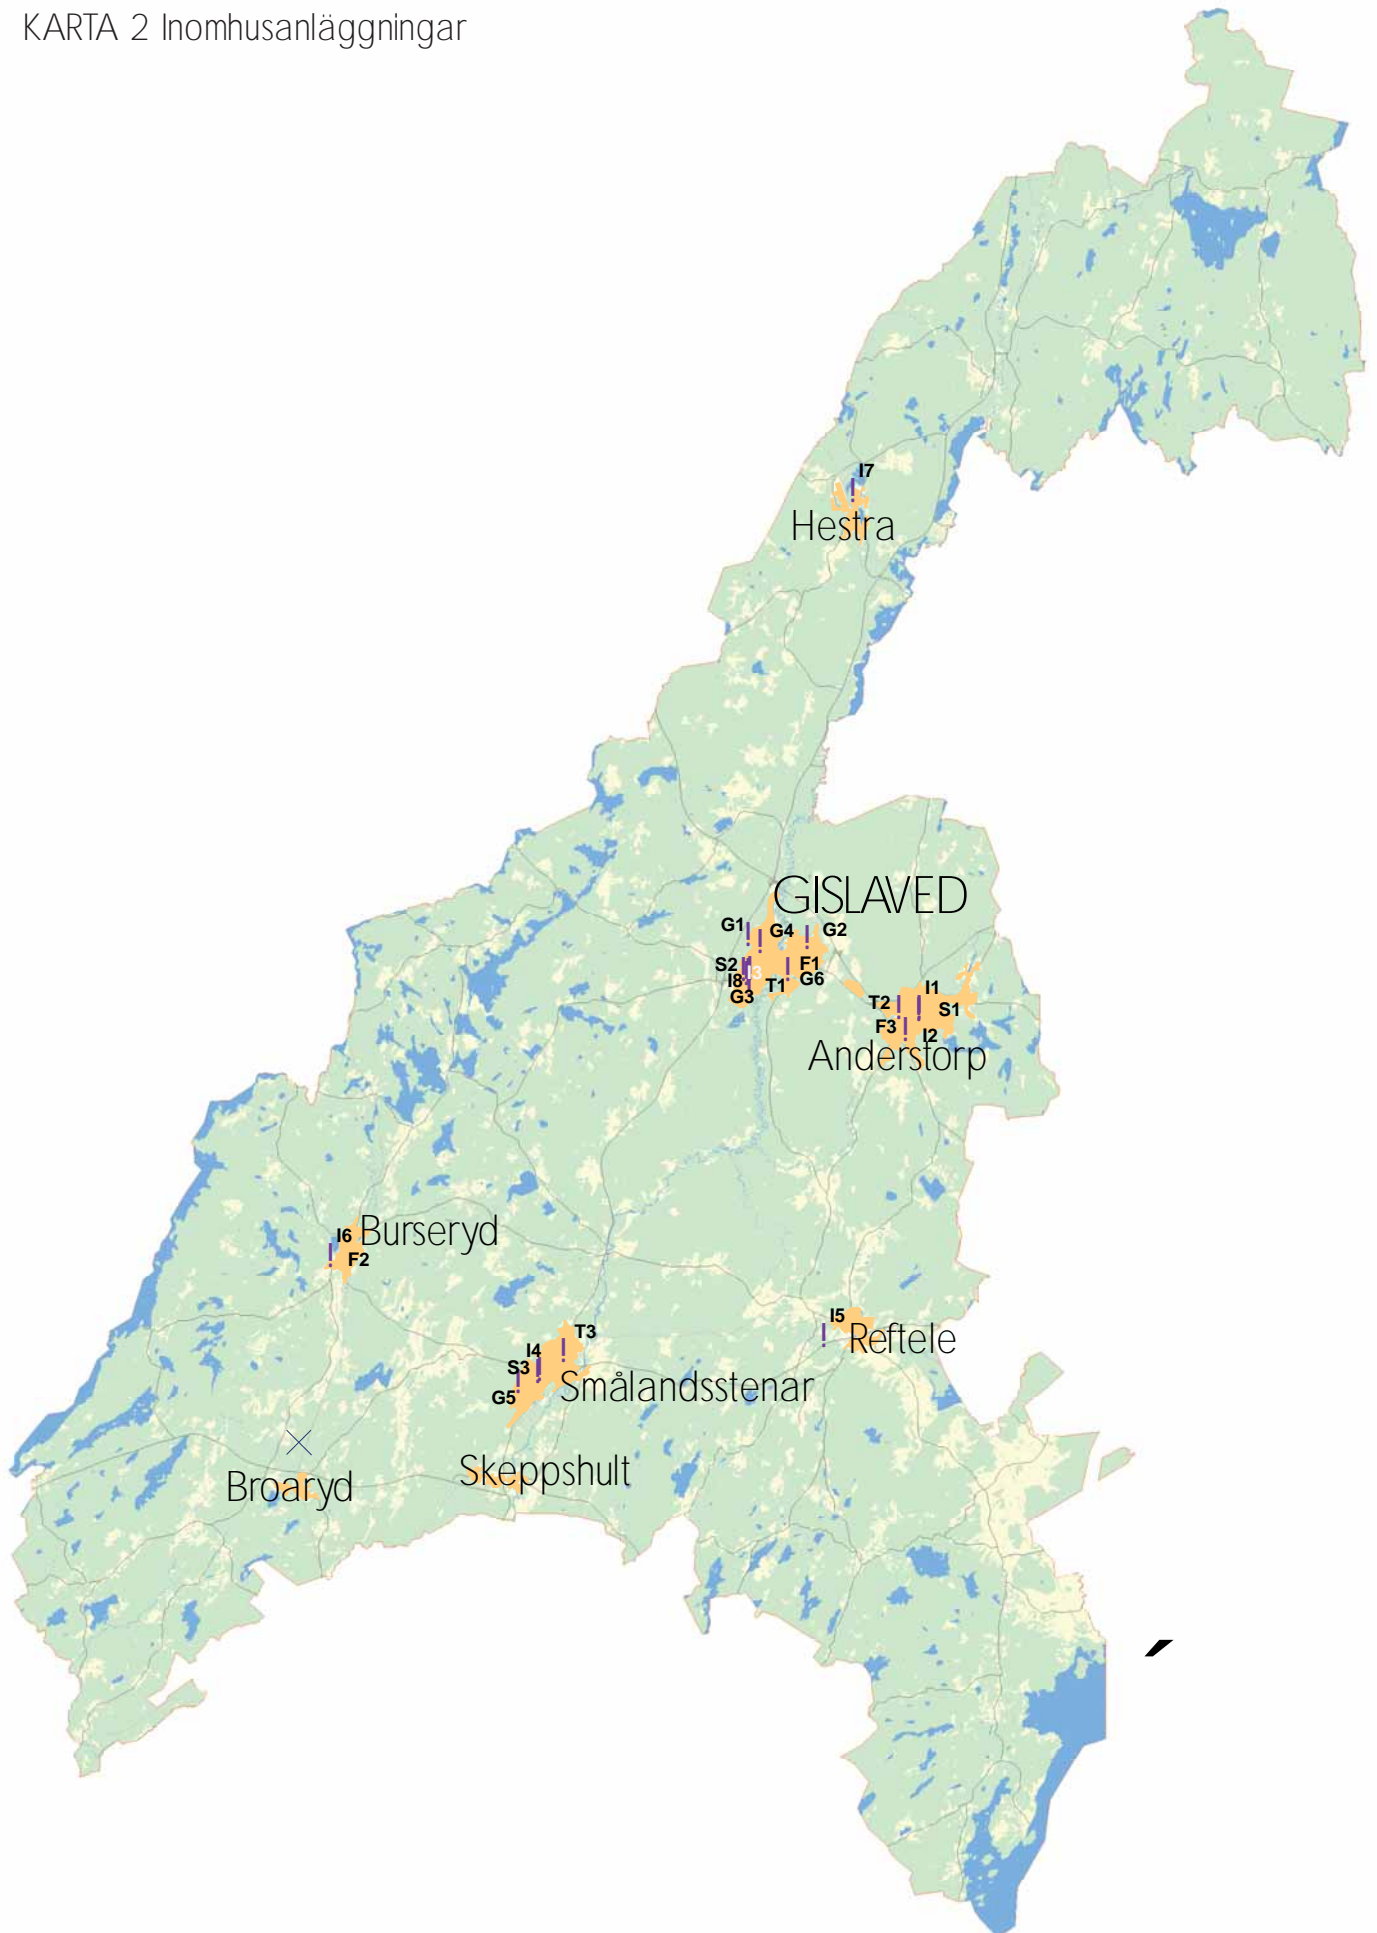 KARTA 2 Inomhusanläggningar
I7
Hestra
GISLAVED
G1
G4
G2
S2
I3
F1
I8
T1
G6
G3
T2
I1
S1
F3
I2
Anderstorp
I6
Burseryd
F2
I5
Reftele
T3
I4
S3
Smålandsstenar
G5
Skeppshult
Broaryd